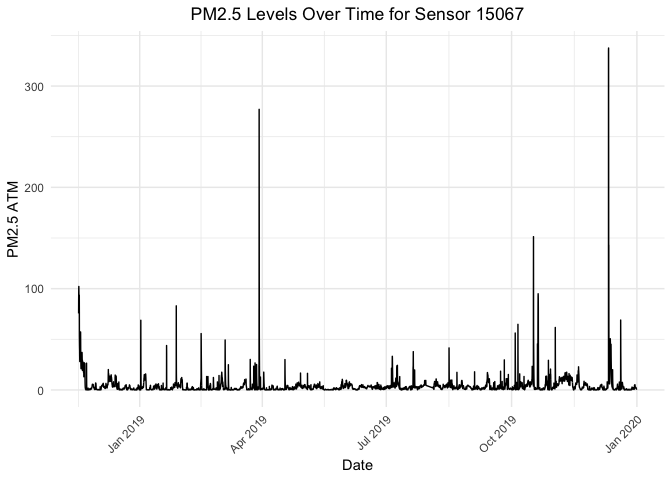 PM2.5 Levels Over Time for Sensor 15067
PM2.5 ATM
300
200
100
0
Jan 2019
Apr 2019
Jul 2019
Oct 2019
Jan 2020
Date